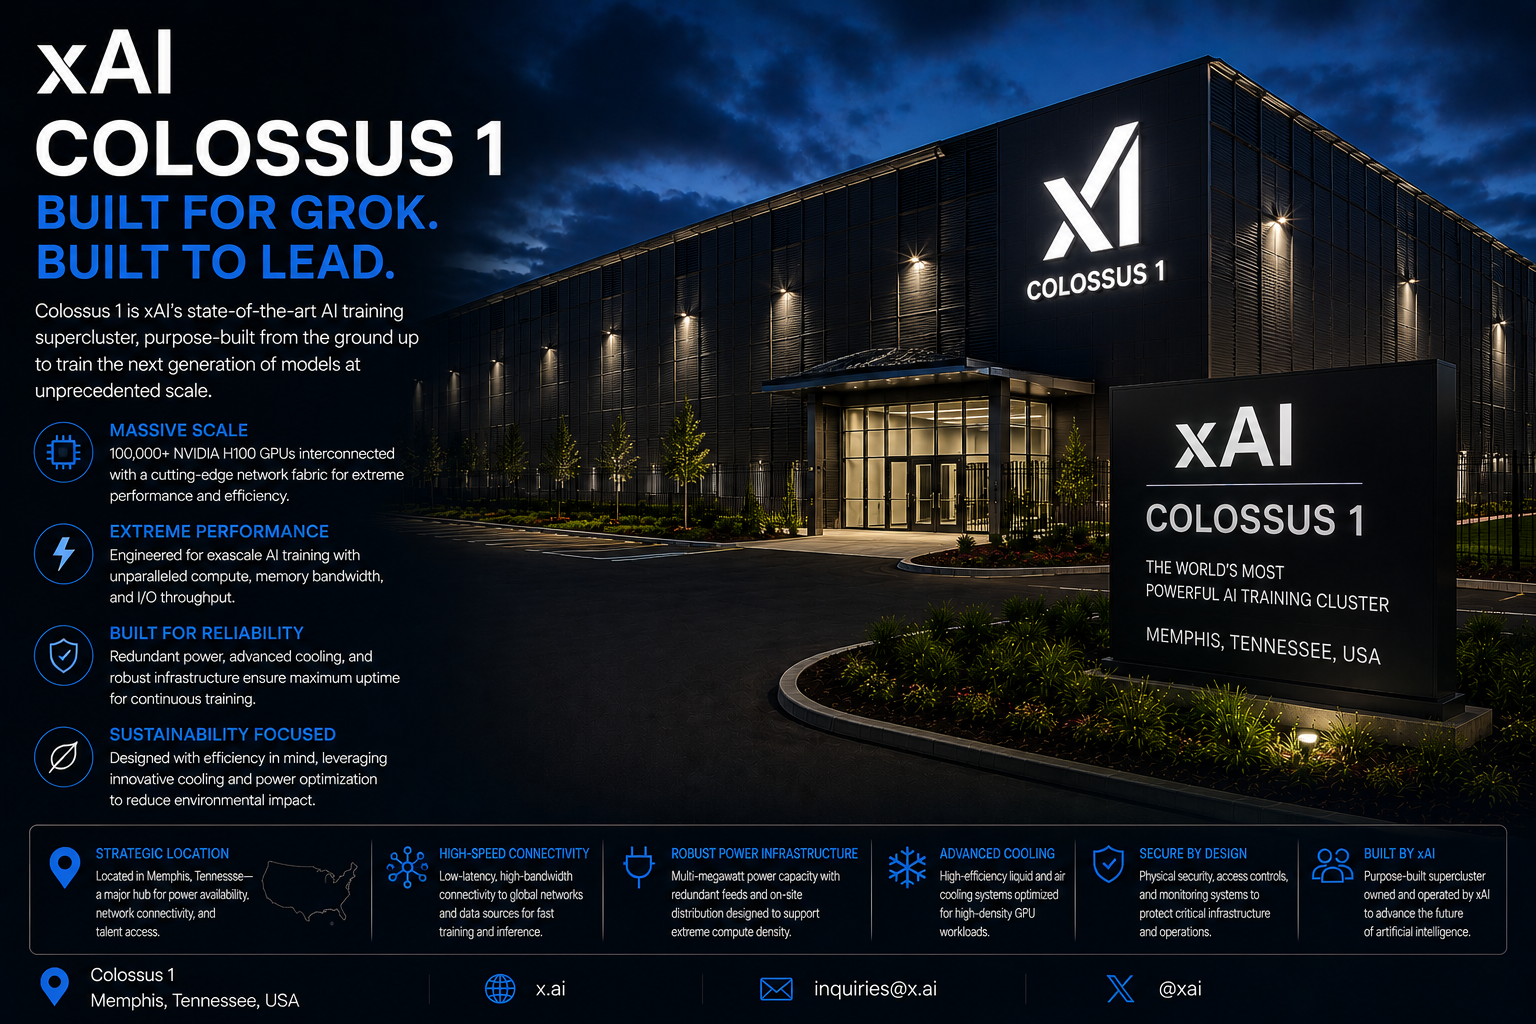 xAI
COLOSSUS 1
BUILT FOR GROK.
BUILT TO LEAD.
Colossus 1 is xAI's state-of-the-art AI training
supercluster, purpose-built from the ground up
to train the next generation of models at
unprecedented scale.
MASSIVE SCALE
100,000+ NVIDIA H100 GPUs interconnected
with a cutting-edge network fabric for extreme
performance and efficiency.
EXTREME PERFORMANCE
Engineered for exascale AI training with
unparalleled compute, memory bandwidth,
and I/O throughput.
BUILT FOR RELIABILITY
Redundant power, advanced cooling, and
robust infrastructure ensure maximum uptime
for continuous training.
SUSTAINABILITY FOCUSED
Designed with efficiency in mind, leveraging
innovative cooling and power optimization
to reduce environmental impact.
xAI
COLOSSUS 1
xAI
COLOSSUS 1
THE WORLD'S MOST
POWERFUL AI TRAINING CLUSTER
MEMPHIS, TENNESSEE, USA
STRATEGIC LOCATION
Located in Memphis, Tennessse—
a major hub for power availability,
network connectivity, and
talent access.
HIGH-SPEED CONNECTIVITY
Low-latency, high-bandwidth
connectivity to global networks
and data sources for fast
training and inference.
ROBUST POWER INFRASTRUCTURE
Multi-megawatt power capacity with
redundant feeds and on-site
distribution designed to support
extreme compute density.
ADVANCED COOLING
High-efficiency liquid and air
cooling systems optimized
for high-density GPU
workloads.
SECURE BY DESIGN
Physical security, access controls,
and monitoring systems to
protect critical infrastructure
and operations.
BUILT BY xAI
Purpose-built supercluster
owned and operated by xAI
to advance the future
of artificial intelligence.
Colossus 1
Memphis, Tennessee, USA
x.ai
inquiries@x.ai
@xai